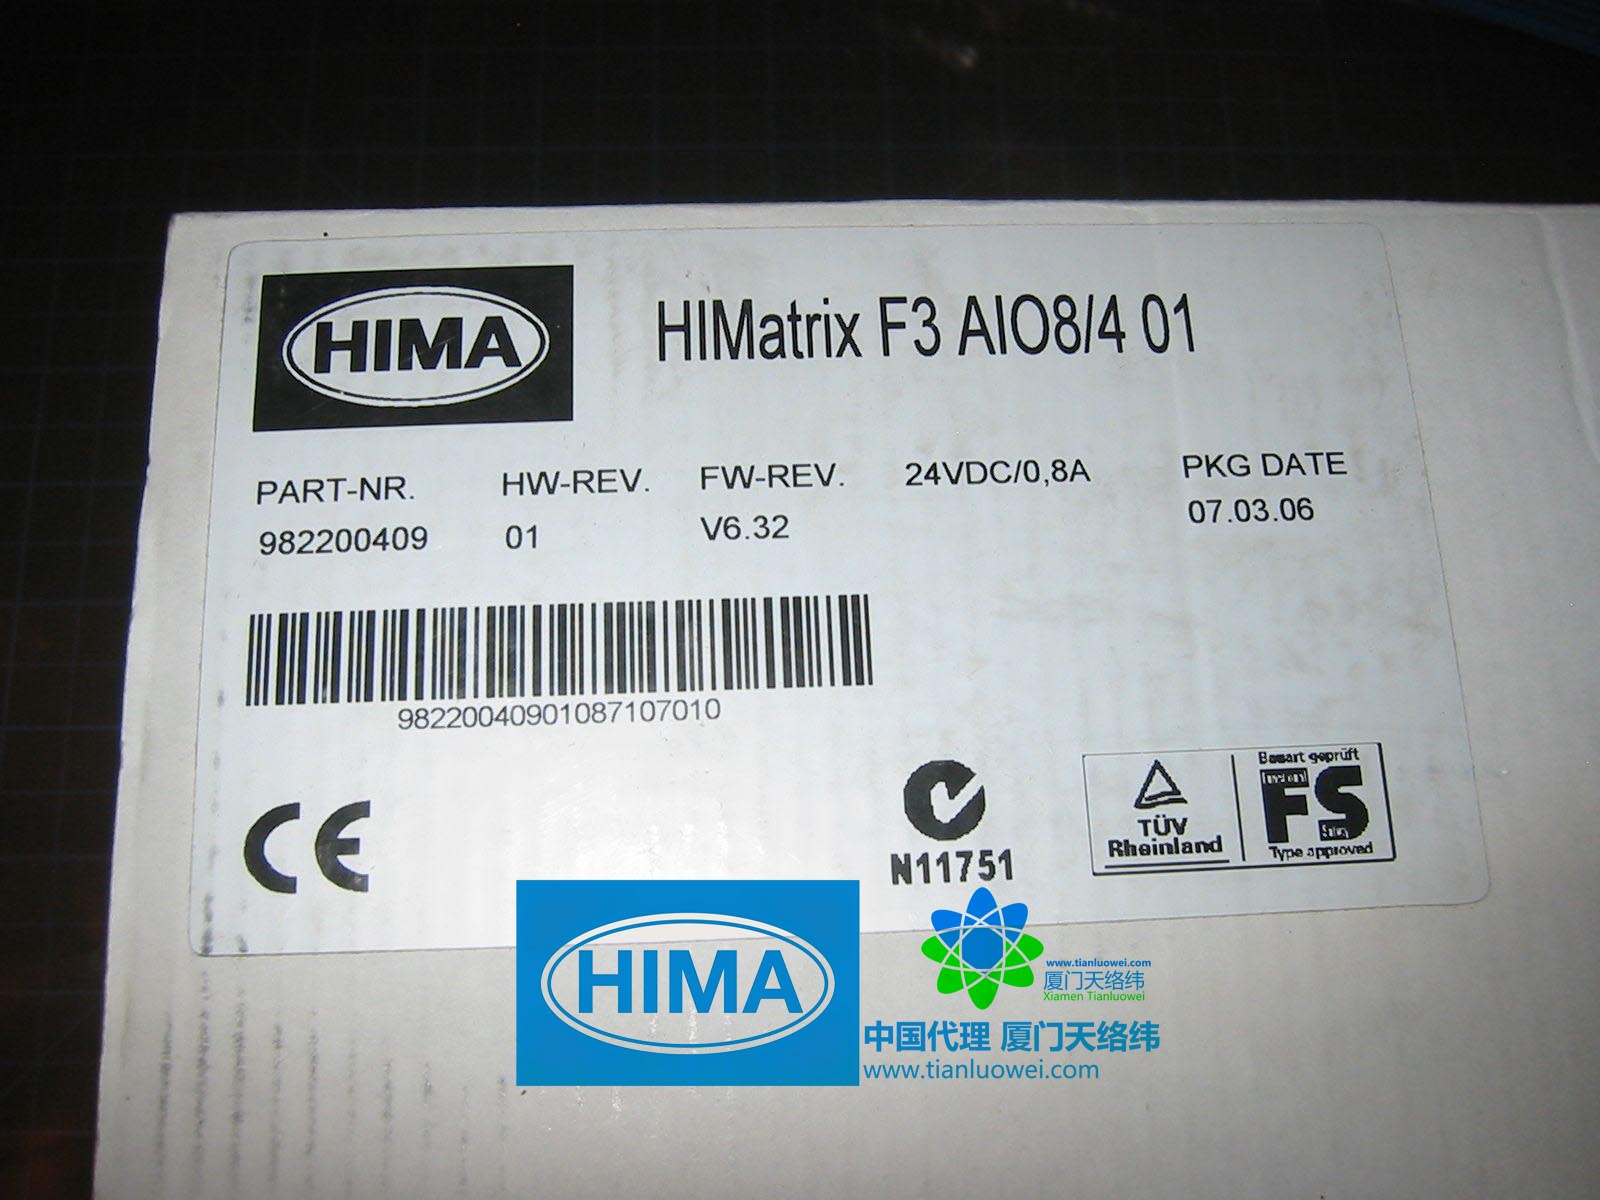 HIMA
HIMatrix F3 AIO8/4 01
PART-NR. HW-REV. FW-REV. 24VDC/0,8A PKG DATE
982200409 01 V6.32 07.03.06
98220040901087107010
CE
N11751
TÜV
Rheinland
Bauart geprüft
FS
Type approved
HIMA
www.tianluowei.com
厦门天络纬
Xiamen Tianluowei
中国代理 厦门天络纬
www.tianluowei.com